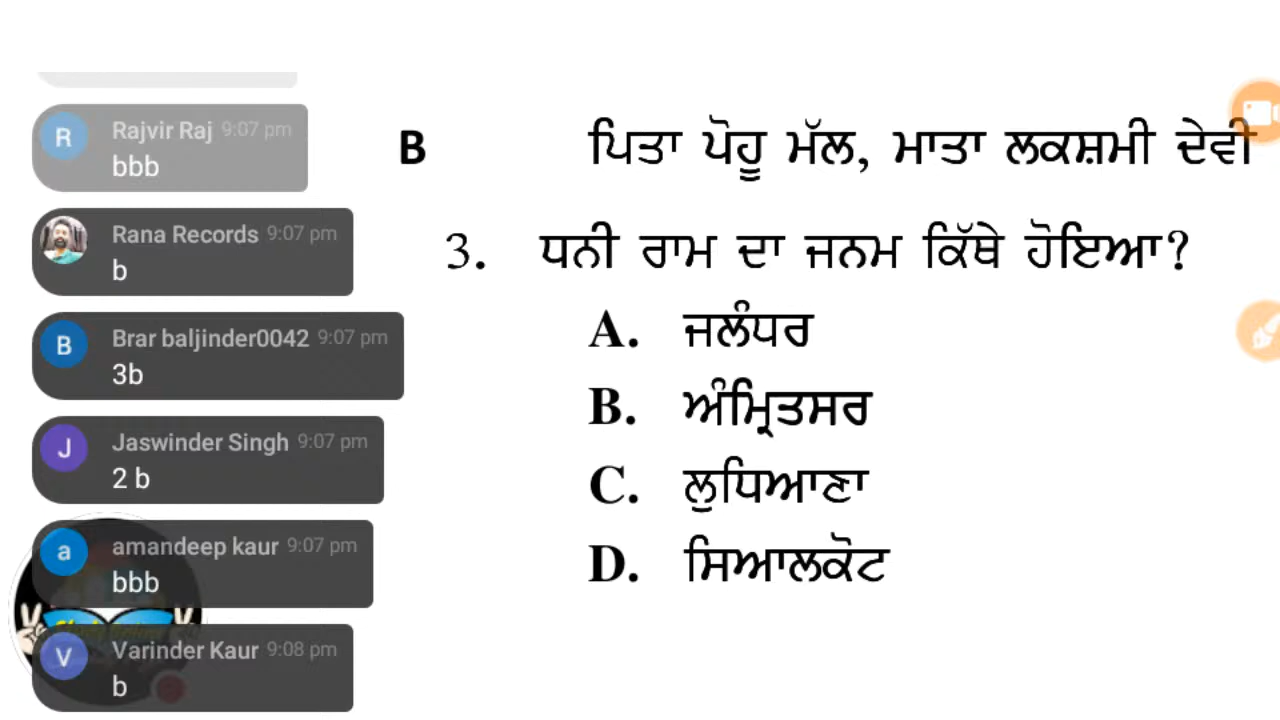 Rajvir Raj 9:07 pm
bbb
Rana Records 9:07 pm
b
Brar baljinder0042 9:07 pm
3b
Jaswinder Singh 9:07 pm
2 b
amandeep kaur 9:07 pm
bbb
Varinder Kaur 9:08 pm
b
B ਪਿਤਾ ਪੋਹੂ ਮੱਲ, ਮਾਤਾ ਲਕਸ਼ਮੀ ਦੇਵੀ
3. ਧਨੀ ਰਾਮ ਦਾ ਜਨਮ ਕਿੱਥੇ ਹੋਇਆ?
A. ਜਲੰਧਰ
B. ਅੰਮ੍ਰਿਤਸਰ
C. ਲੁਧਿਆਣਾ
D. ਸਿਆਲਕੋਟ